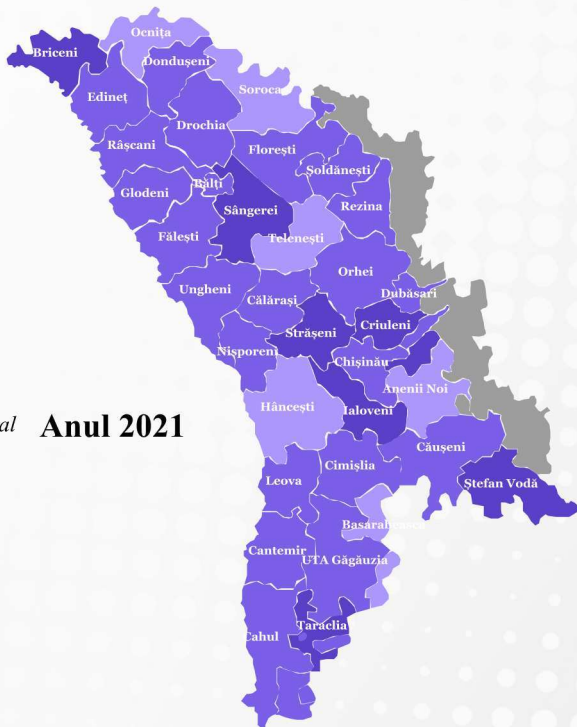 Ocnița
Briceni
Dondușeni
Edineț
Soroca
Drochia
Râșcani
Florești
Șoldănești
Bălți
Glodeni
Sângerei
Rezina
Telenești
Fălești
Orhei
Ungheni
Dubăsari
Călărași
Criuleni
Strășeni
Nisporeni
Chișinău
Anenii Noi
Hâncești
Ialoveni
al Anul 2021
Căușeni
Cimișlia
Leova
Ștefan Vodă
Cantemir
UTA Găgăuzia
Taraclia
Cahul